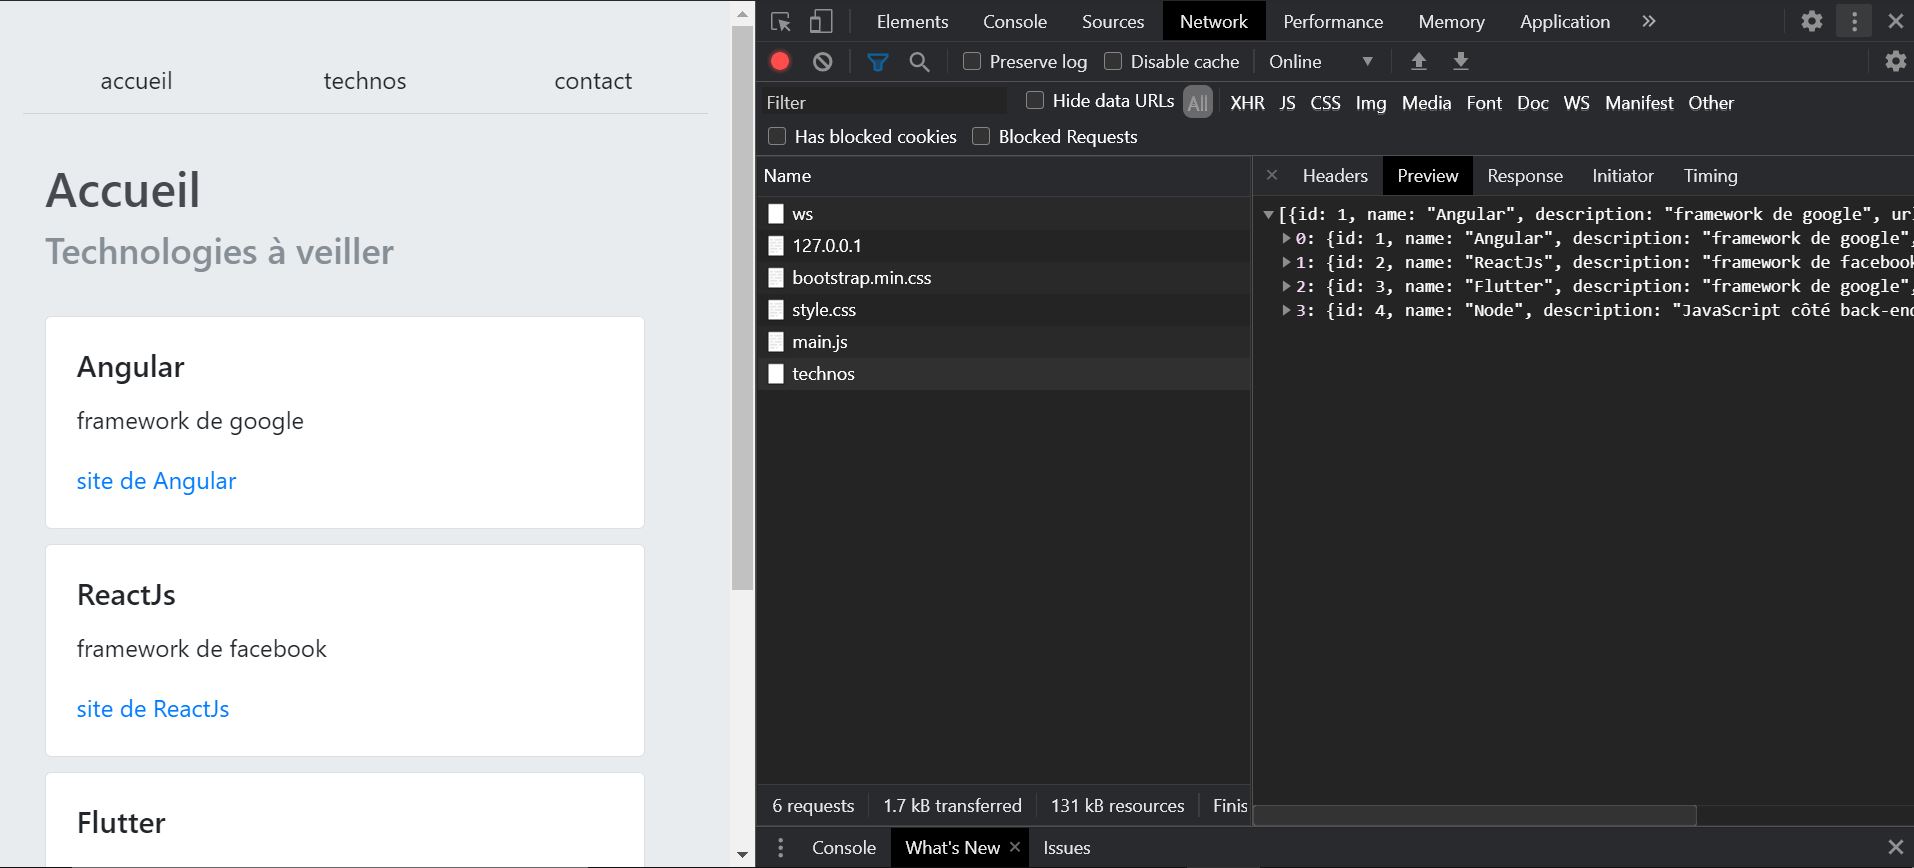 accueil technos contact
Accueil
Technologies à veiller
Angular
framework de google
site de Angular
ReactJs
framework de facebook
site de ReactJs
Flutter
Elements Console Sources Network Performance Memory Application
Preserve log Disable cache Online
Filter Hide data URLs All XHR JS CSS Img Media Font Doc WS Manifest Other
Has blocked cookies Blocked Requests
Name
ws
127.0.0.1
bootstrap.min.css
style.css
main.js
technos
6 requests 1.7 kB transferred 131 kB resources Finis
Headers Preview Response Initiator Timing
[{id: 1, name: "Angular", description: "framework de google", url
0: {id: 1, name: "Angular", description: "framework de google",
1: {id: 2, name: "ReactJs", description: "framework de facebook
2: {id: 3, name: "Flutter", description: "framework de google",
3: {id: 4, name: "Node", description: "JavaScript côté back-end
Console What's New Issues